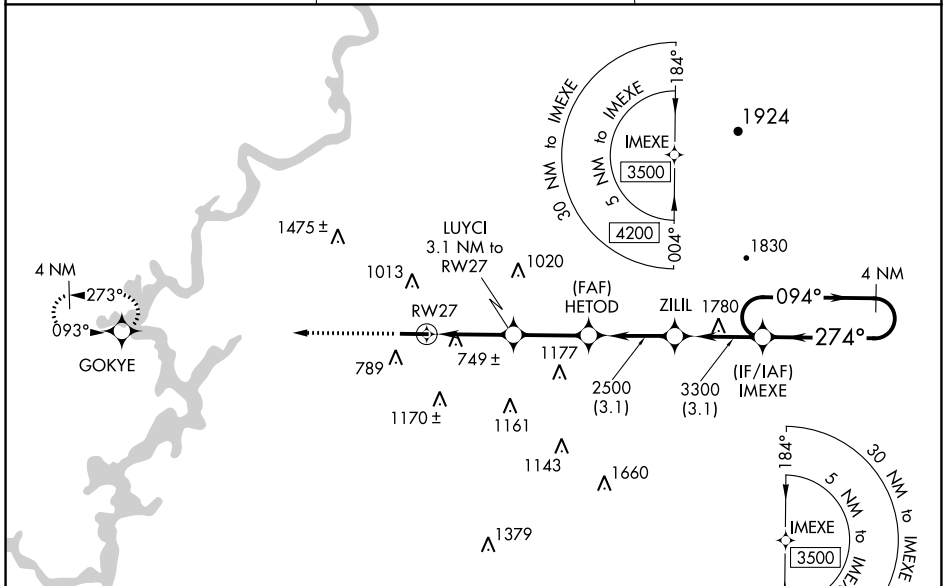 184°
30 NM to IMEXE
5 NM to IMEXE
1924
IMEXE
3500
4200
004°
1475 ±
LUYCI
3.1 NM to
RW27
1020
1830
1013
4 NM
273°
093°
GOKYE
(FAF)
HETOD
ZILIL
1780
4 NM
094°
274°
RW27
789
749 ±
1177
2500
(3.1)
3300
(3.1)
(IF/IAF)
IMEXE
1170 ±
1161
1143
1660
1379
184°
30 NM to IMEXE
5 NM to
IMEXE
3500